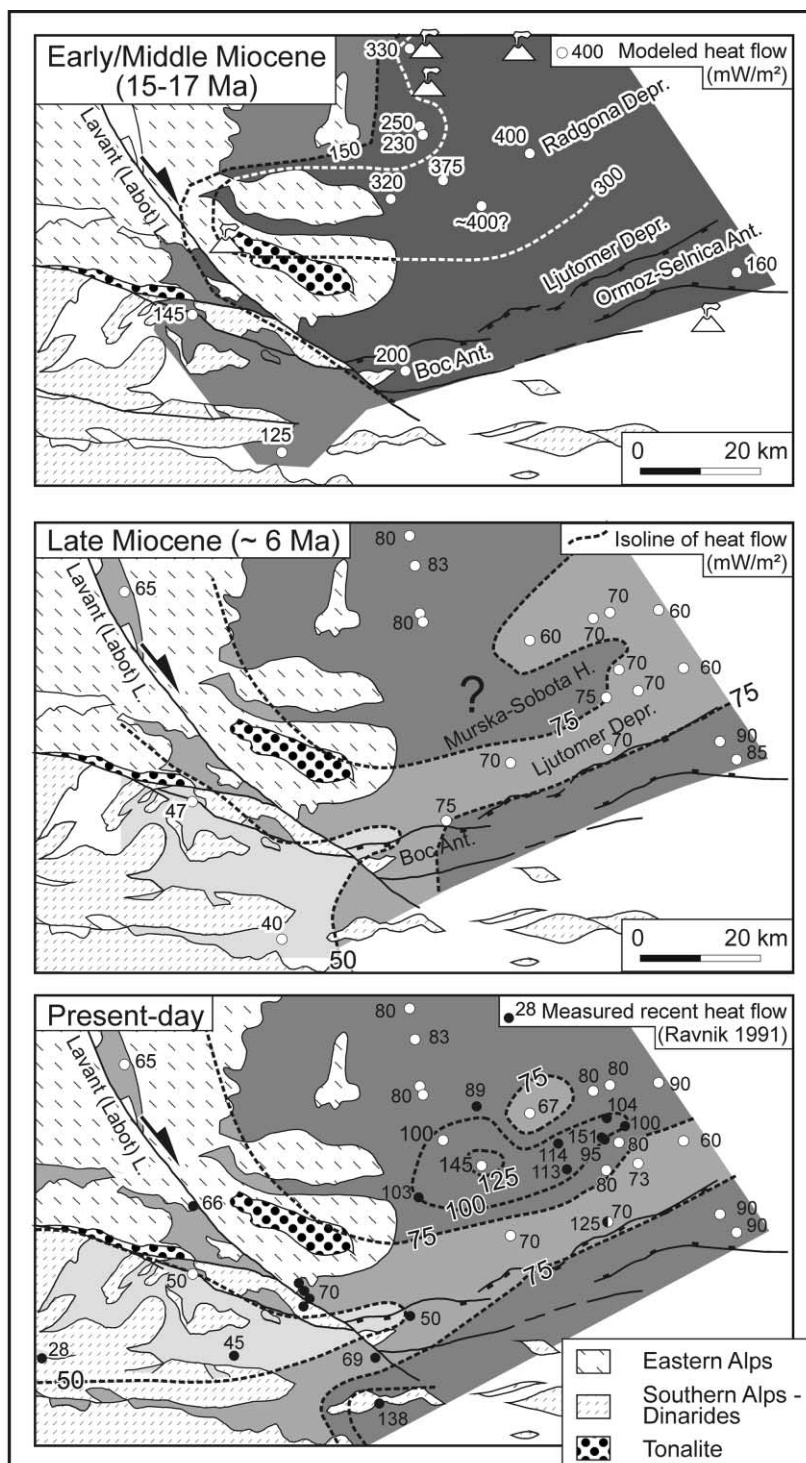 Early/Middle Miocene
(15-17 Ma)
400 Modeled heat flow
(mW/m²)
330
Lavant (Labot) L.
250
230
150
400
Radgona Depr.
375
320
~400?
300
Ljutomer Depr.
Ormoz-Selnica Ant.
160
145
200
Boc Ant.
125
0 20 km
Late Miocene (~ 6 Ma)
Isoline of heat flow
(mW/m²)
80
83
65
Lavant (Labot) L.
80
70
60
70
60
?
Murska-Sobota H.
70
60
75
70
75
75
Ljutomer Depr.
70
70
90
85
47
75
Boc Ant.
40
50
0 20 km
Present-day
28 Measured recent heat flow
(Ravnik 1991)
80
83
65
Lavant (Labot) L.
80
89
75
67
80
80
90
104
100
100
151
114
95
80
60
145
125
113
80
73
103
100
66
75
125
70
90
90
70
75
50
70
50
45
28
69
50
138
Eastern Alps
Southern Alps -
Dinarides
Tonalite